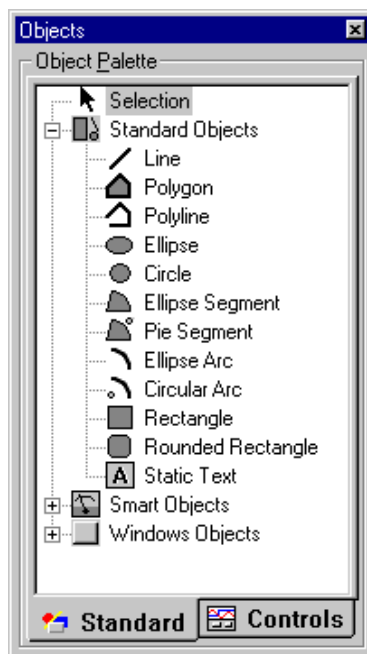 Objects
Object Palette
Selection
Standard Objects
Line
Polygon
Polyline
Ellipse
Circle
Ellipse Segment
Pie Segment
Ellipse Arc
Circular Arc
Rectangle
Rounded Rectangle
A Static Text
Smart Objects
Windows Objects
Standard Controls